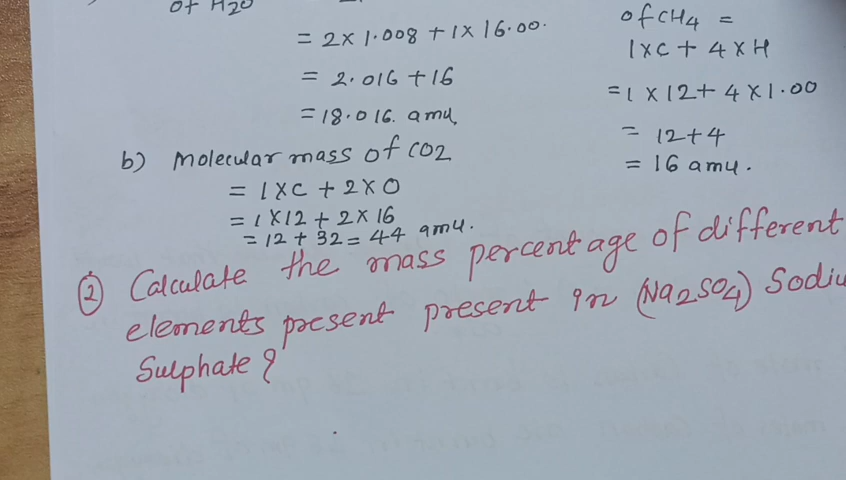 of H2O
= 2 x 1.008 + 1 x 16.00.
= 2.016 + 16
= 18.016. amu,
b) Molecular mass of CO2
= 1 x C + 2 x O
= 1 x 12 + 2 x 16
= 12 + 32 = 44 amu.
of CH4 =
1 x C + 4 x H
= 1 x 12 + 4 x 1.00
= 12 + 4
= 16 amu.
② Calculate the mass percentage of different
elements present present in (Na2SO4) Sodiu
Sulphate?